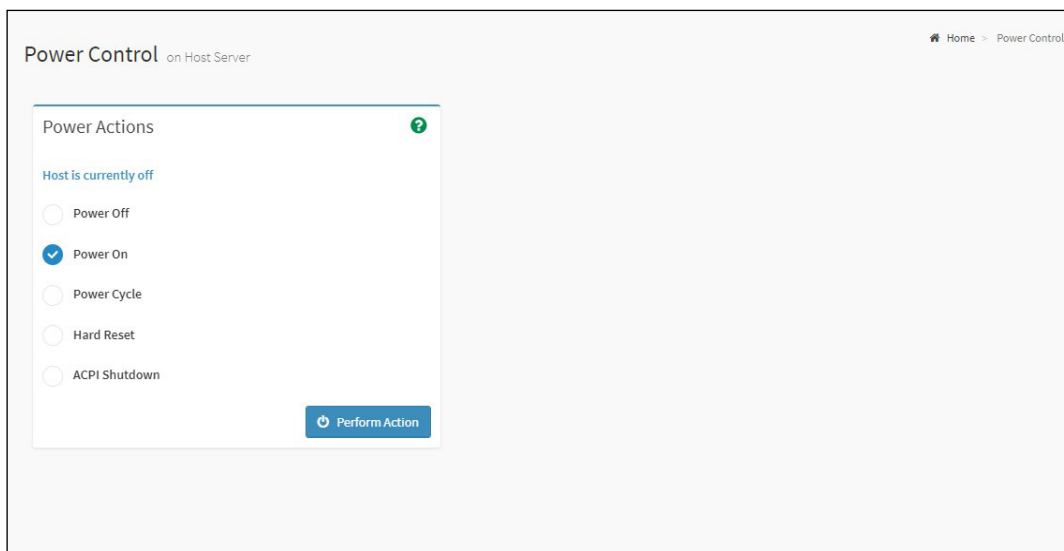 Home > Power Control
Power Control on Host Server
Power Actions
Host is currently off
Power Off
Power On
Power Cycle
Hard Reset
ACPI Shutdown
Perform Action